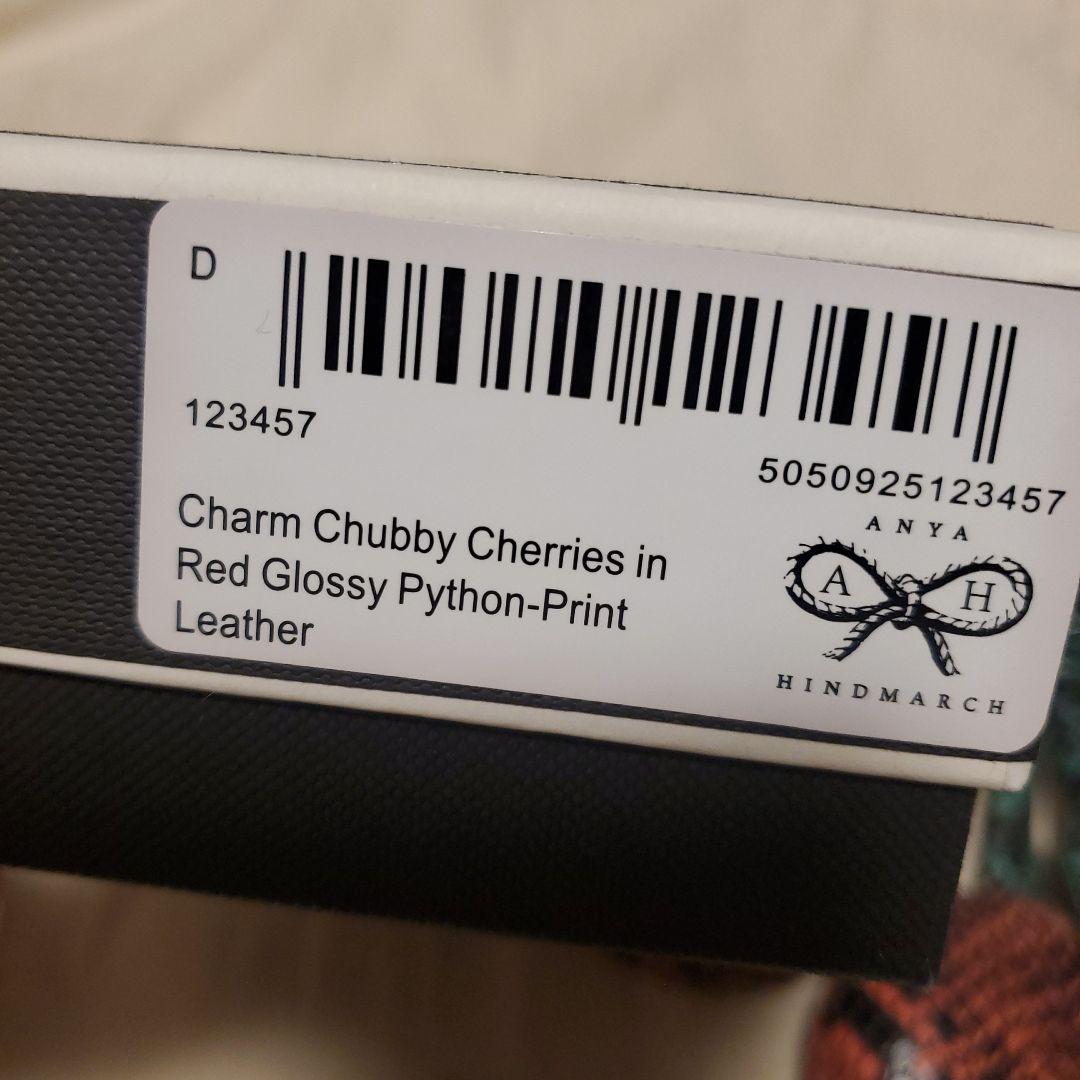 D
123457
5050925123457
Charm Chubby Cherries in
Red Glossy Python-Print
Leather
ANYA
A H
HINDMARCH